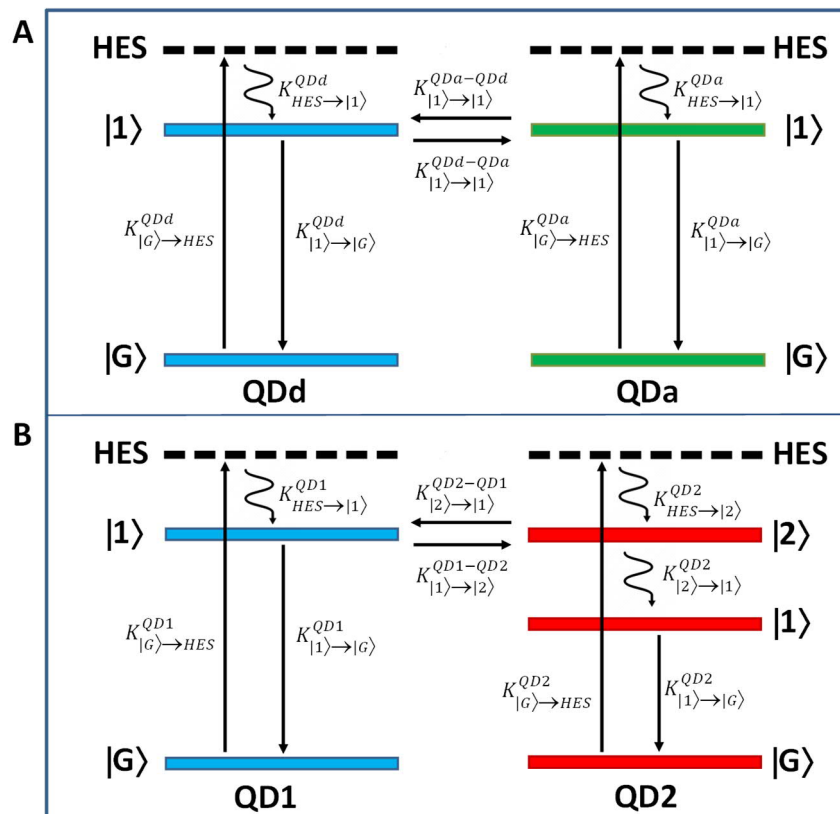 A
HES
HES
K^{QDd}_{HES→|1⟩}
K^{QDa-QDd}_{|1⟩→|1⟩}
K^{QDa}_{HES→|1⟩}
|1⟩
|1⟩
K^{QDd-QDa}_{|1⟩→|1⟩}
K^{QDd}_{|G⟩→HES}
K^{QDd}_{|1⟩→|G⟩}
K^{QDa}_{|G⟩→HES}
K^{QDa}_{|1⟩→|G⟩}
|G⟩
|G⟩
QDd
QDa
B
HES
HES
K^{QD1}_{HES→|1⟩}
K^{QD2-QD1}_{|2⟩→|1⟩}
K^{QD2}_{HES→|2⟩}
|1⟩
|2⟩
K^{QD1-QD2}_{|1⟩→|2⟩}
K^{QD2}_{|2⟩→|1⟩}
|1⟩
K^{QD1}_{|G⟩→HES}
K^{QD1}_{|1⟩→|G⟩}
K^{QD2}_{|G⟩→HES}
K^{QD2}_{|1⟩→|G⟩}
|G⟩
|G⟩
QD1
QD2